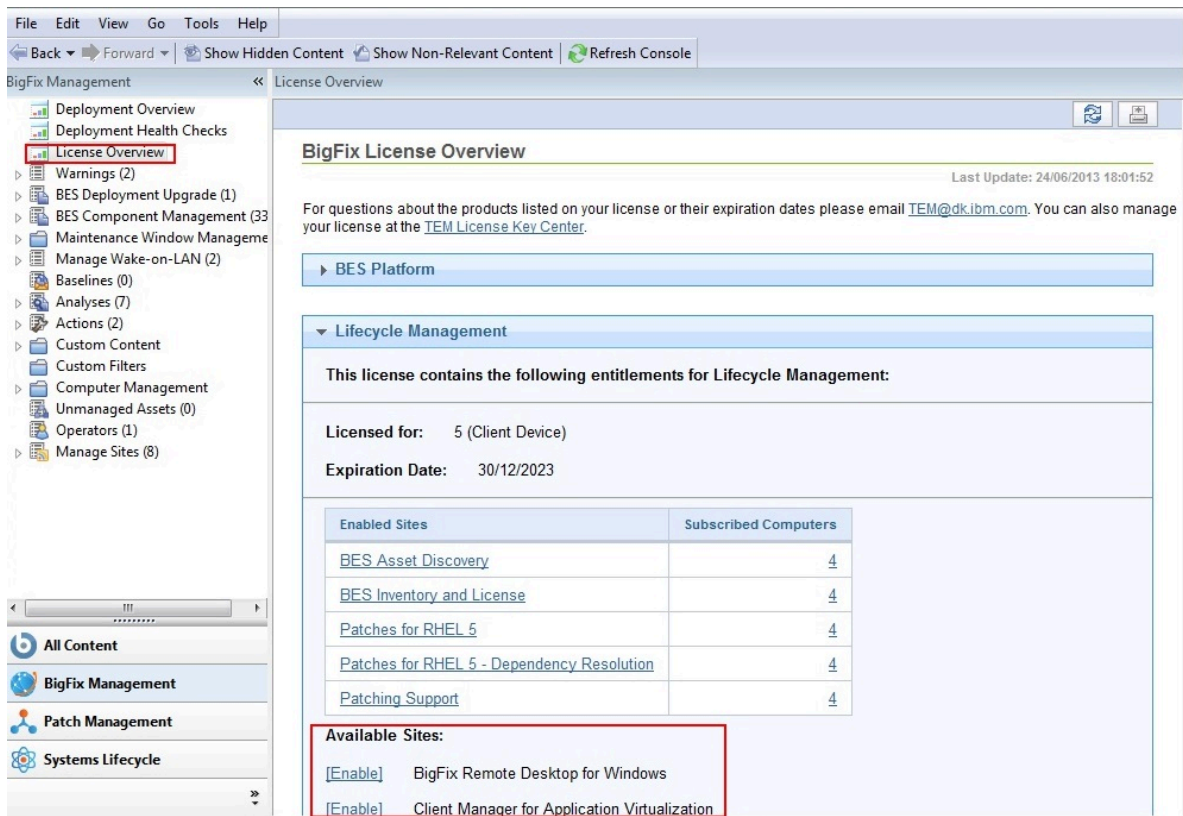 File Edit View Go Tools Help
Back Forward Show Hidden Content Show Non-Relevant Content Refresh Console
BigFix Management « License Overview
Deployment Overview
Deployment Health Checks
License Overview
Warnings (2)
BES Deployment Upgrade (1)
BES Component Management (33
Maintenance Window Manageme
Manage Wake-on-LAN (2)
Baselines (0)
Analyses (7)
Actions (2)
Custom Content
Custom Filters
Computer Management
Unmanaged Assets (0)
Operators (1)
Manage Sites (8)
All Content
BigFix Management
Patch Management
Systems Lifecycle
»
BigFix License Overview
Last Update: 24/06/2013 18:01:52
For questions about the products listed on your license or their expiration dates please email TEM@dk.ibm.com. You can also manage
your license at the TEM License Key Center.
BES Platform
Lifecycle Management
This license contains the following entitlements for Lifecycle Management:
Licensed for: 5 (Client Device)
Expiration Date: 30/12/2023
Enabled Sites Subscribed Computers
BES Asset Discovery 4
BES Inventory and License 4
Patches for RHEL 5 4
Patches for RHEL 5 - Dependency Resolution 4
Patching Support 4
Available Sites:
[Enable] BigFix Remote Desktop for Windows
[Enable] Client Manager for Application Virtualization